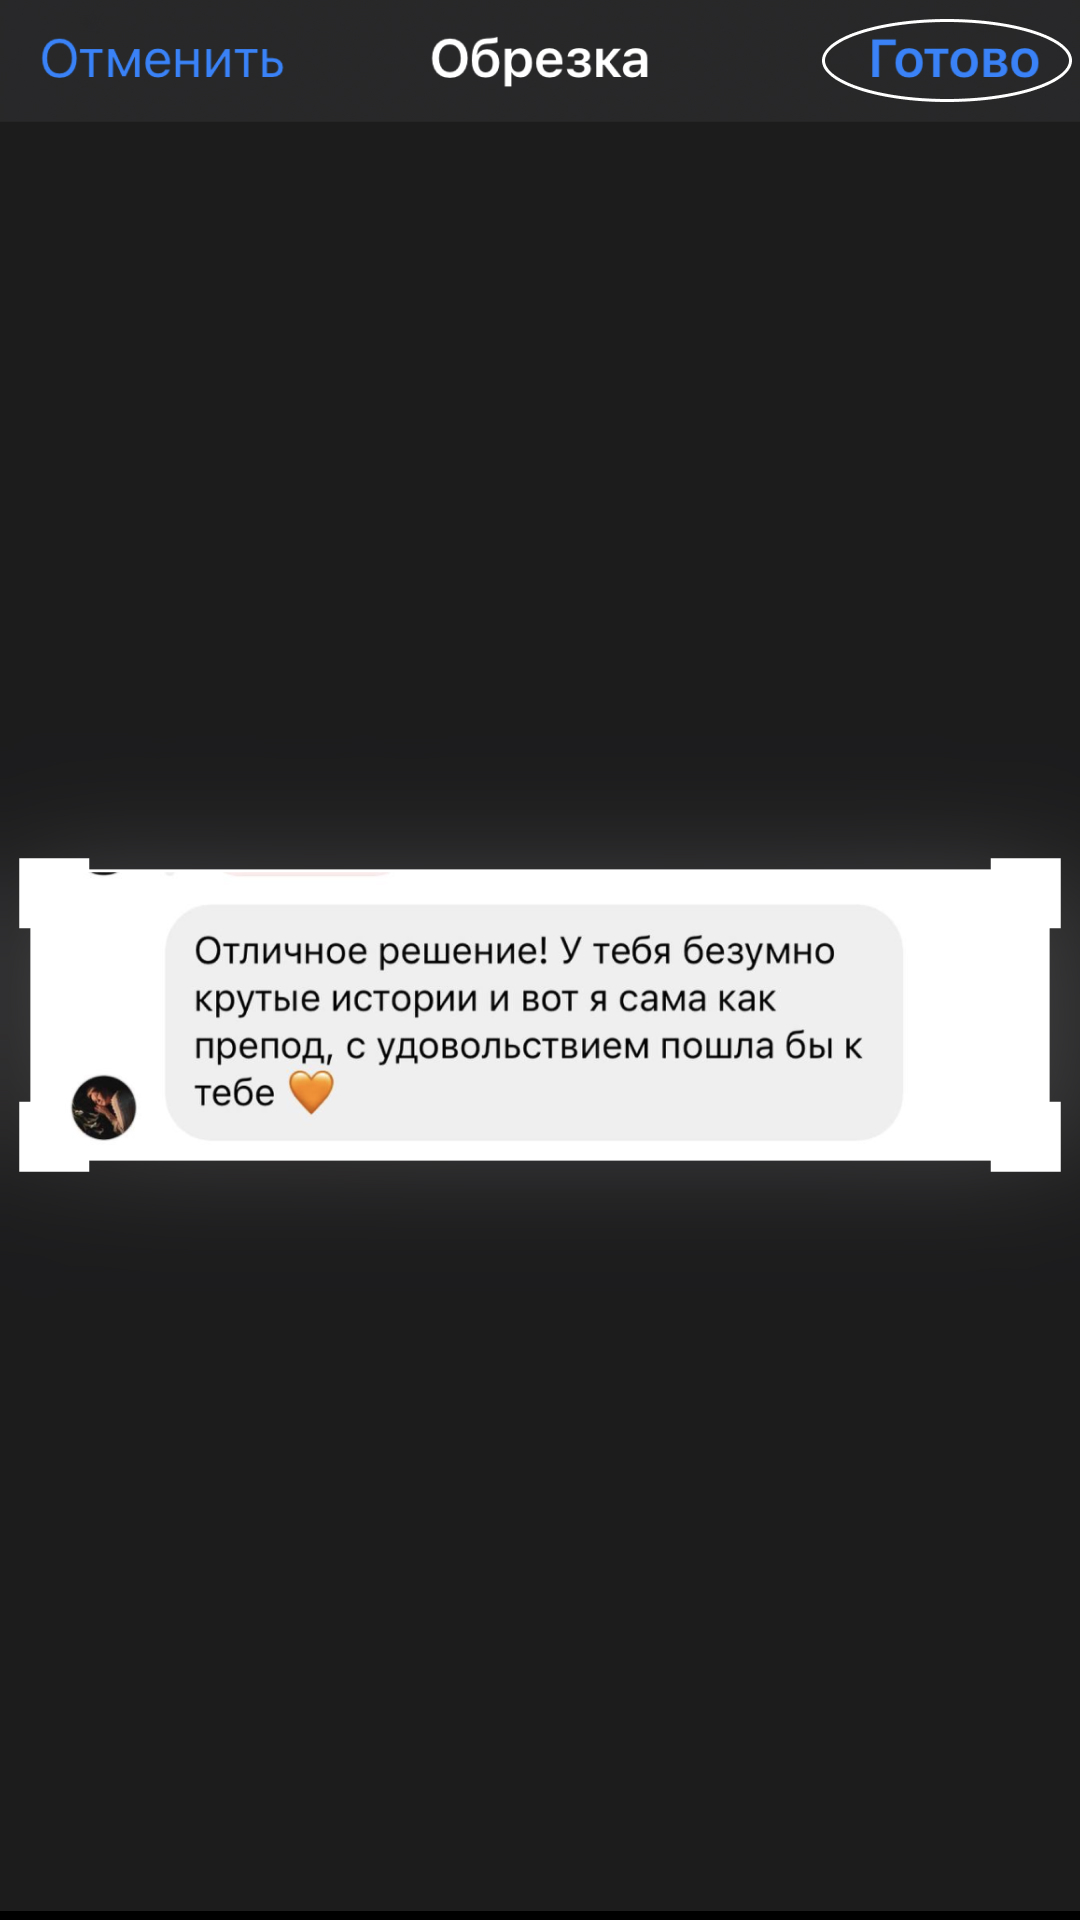 Отменить Обрезка Готово
Отличное решение! У тебя безумно
крутые истории и вот я сама как
препод, с удовольствием пошла бы к
тебе 🧡